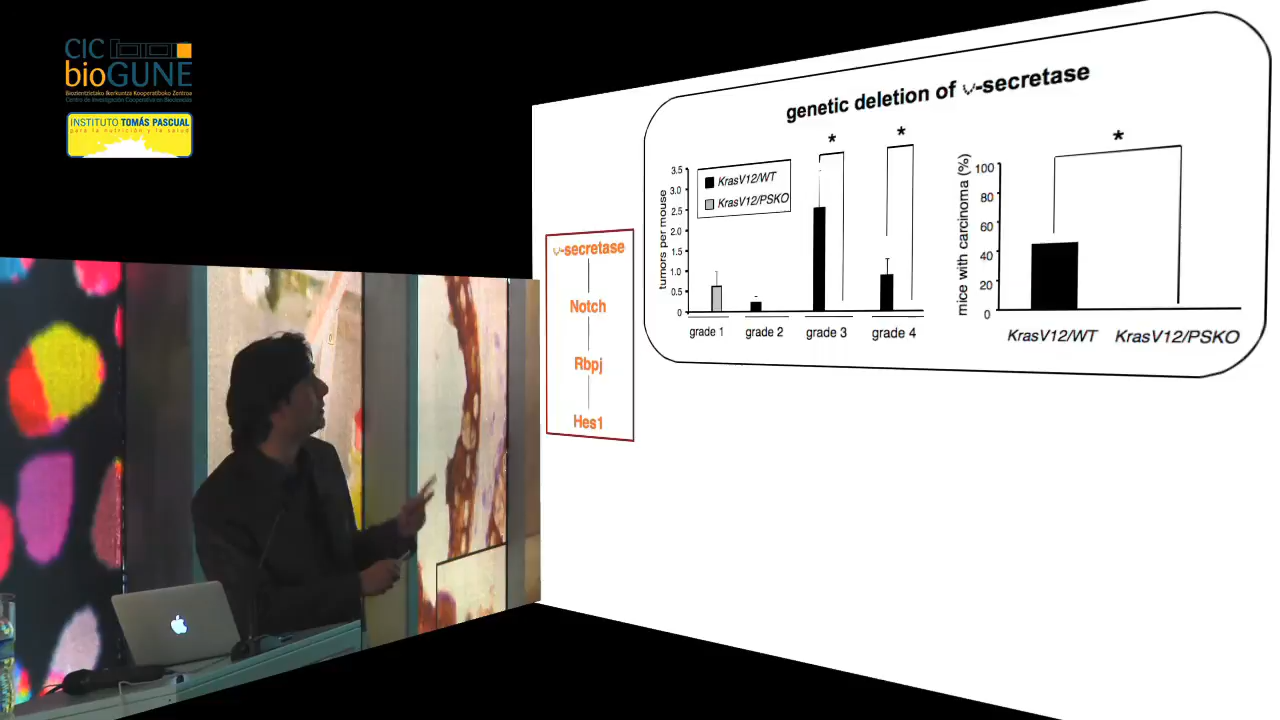 CIC
bioGUNE
Biozientzietako Ikerkuntza Kooperatiboko Zentroa
Centro de Investigación Cooperativa en Biociencias
INSTITUTO TOMÁS PASCUAL
para la nutrición y la salud
genetic deletion of γ-secretase
tumors per mouse
3.5
3.0
2.5
2.0
1.5
1.0
0.5
0
KrasV12/WT
KrasV12/PSKO
*
*
grade 1
grade 2
grade 3
grade 4
mice with carcinoma (%)
100
80
60
40
20
0
*
KrasV12/WT
KrasV12/PSKO
γ-secretase
Notch
Rbpj
Hes1